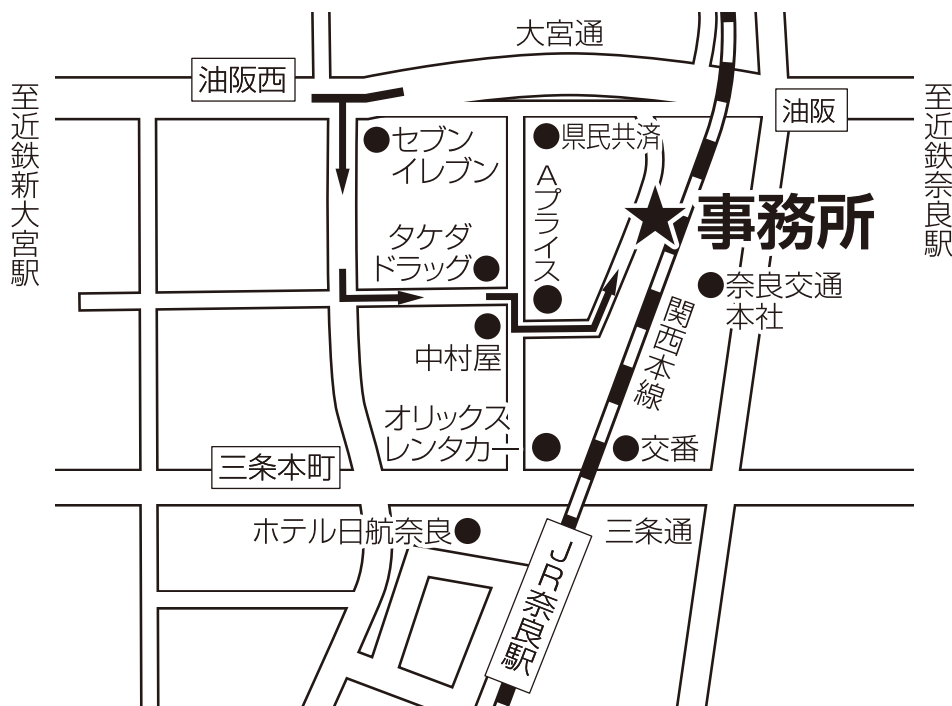 大宮通
油阪西
油阪
至近鉄新大宮駅
至近鉄奈良駅
セブン
イレブン
県民共済
Aプライス
事務所
タケダ
ドラッグ
奈良交通
本社
関西本線
中村屋
オリックス
レンタカー
交番
三条本町
ホテル日航奈良
三条通
JR奈良駅